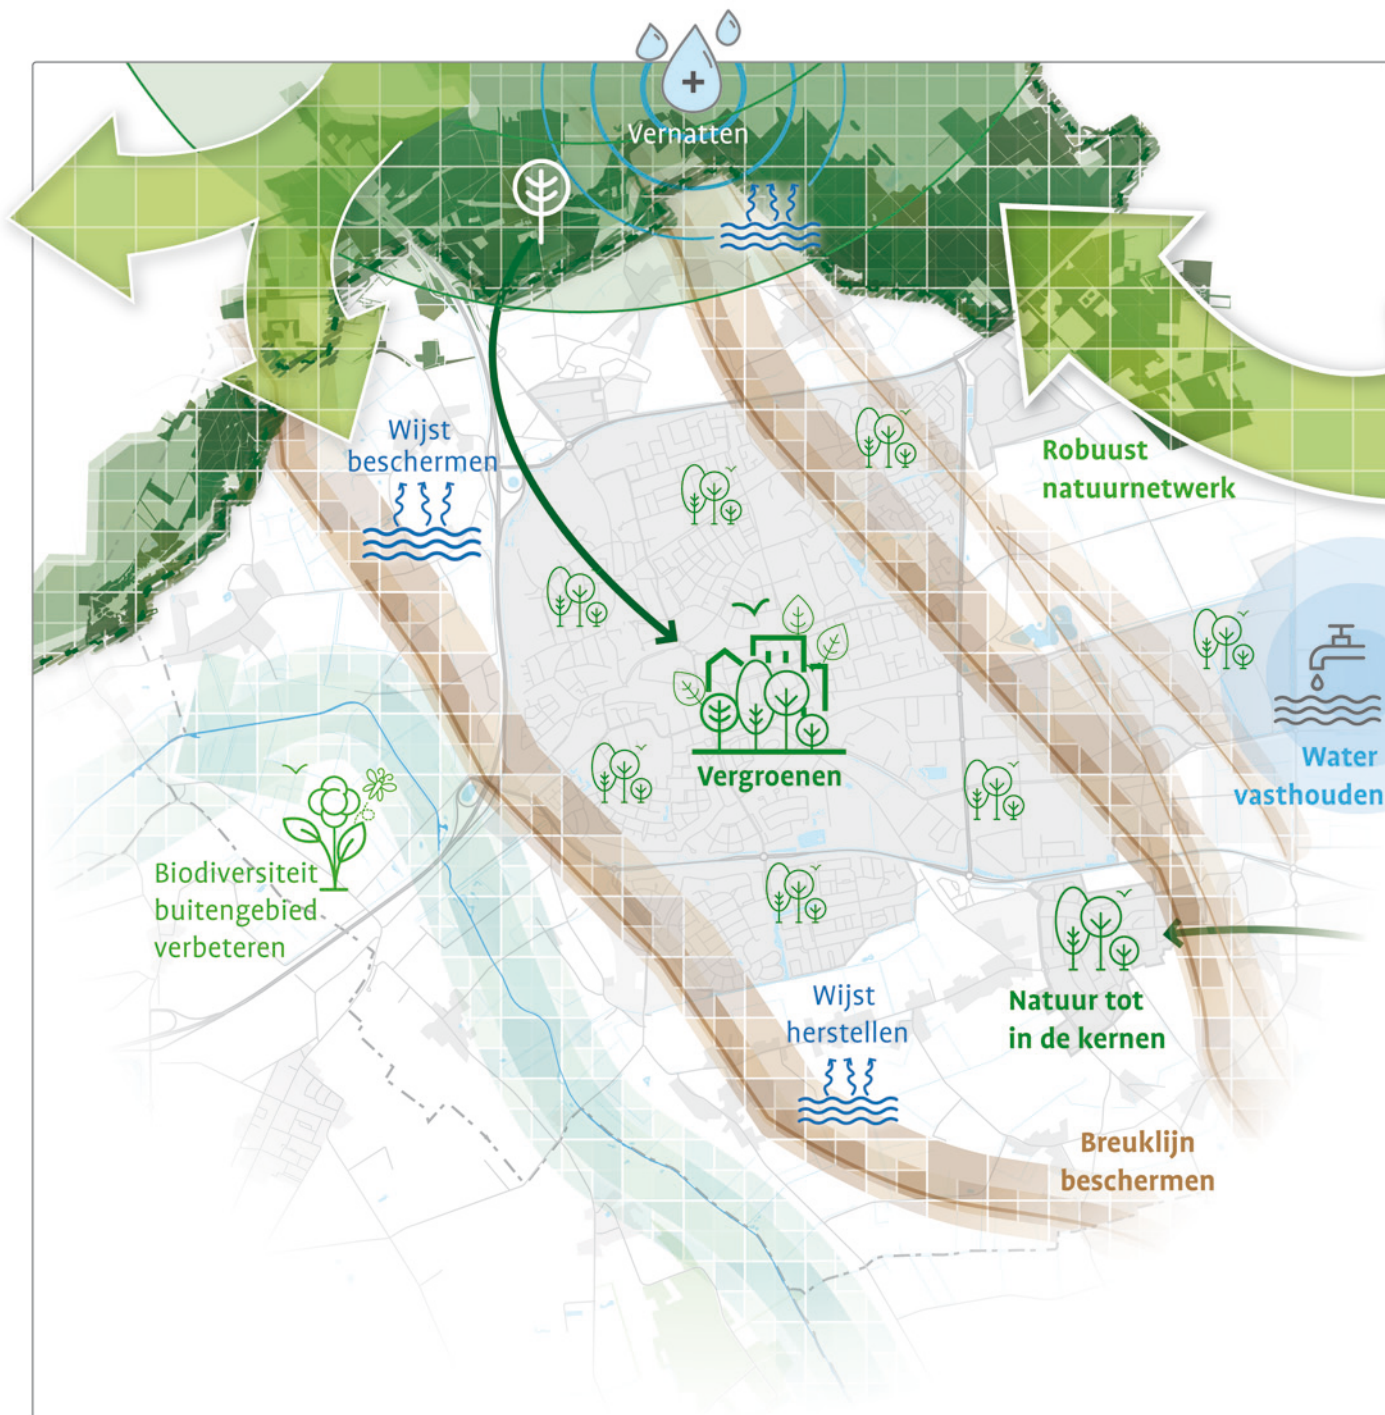 +
Vernatten
Wijst
beschermen
Robuust
natuurnetwerk
Vergroenen
Water
vasthouden
Biodiversiteit
buitengebied
verbeteren
Wijst
herstellen
Natuur tot
in de kernen
Breuklijn
beschermen